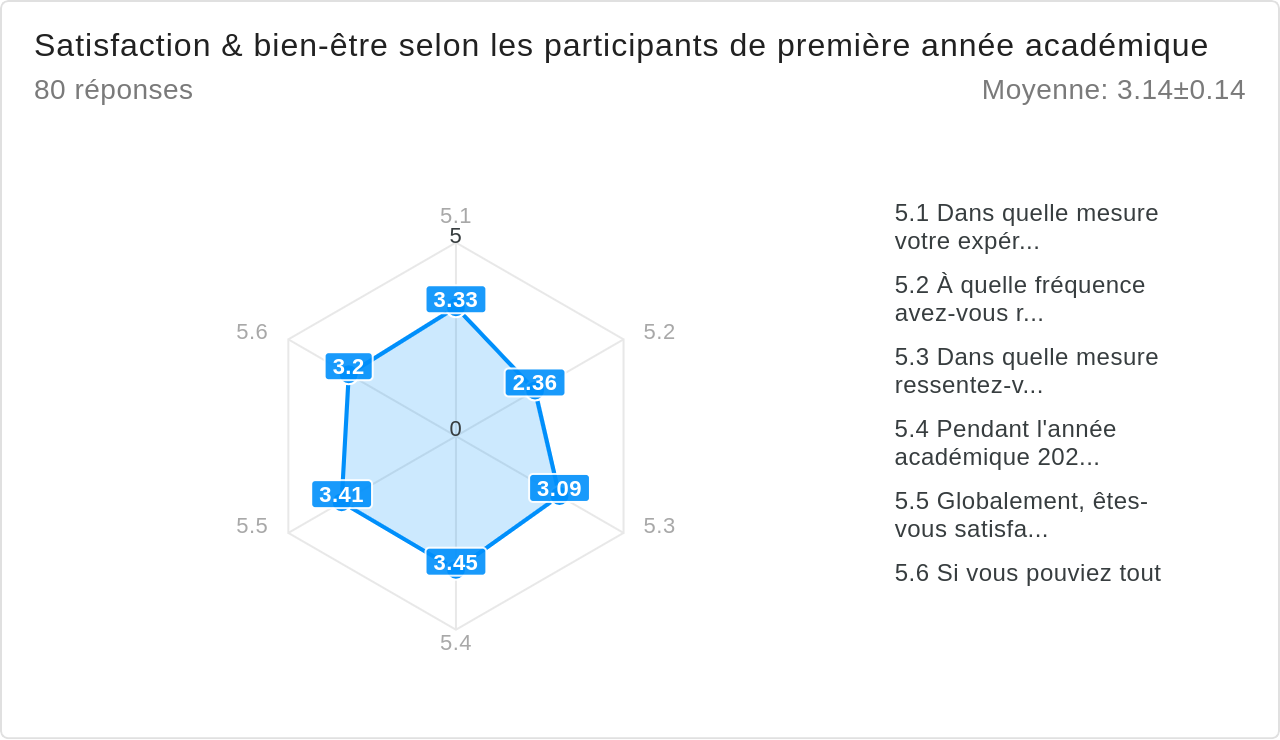 Satisfaction & bien-être selon les participants de première année académique
80 réponses
Moyenne: 3.14±0.14
5.1
5
3.33
5.6
5.2
3.2
2.36
0
3.41
3.09
5.5
5.3
3.45
5.4
5.1 Dans quelle mesure
votre expér...
5.2 À quelle fréquence
avez-vous r...
5.3 Dans quelle mesure
ressentez-v...
5.4 Pendant l'année
académique 202...
5.5 Globalement, êtes-
vous satisfa...
5.6 Si vous pouviez tout